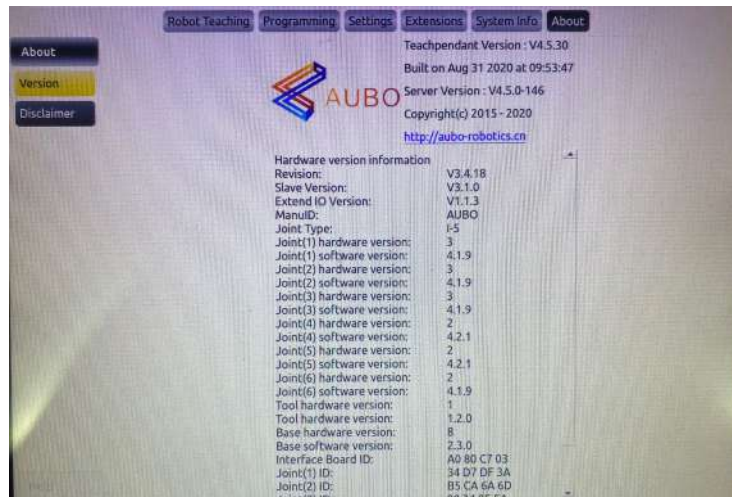 Robot Teaching Programming Settings Extensions System Info About
About
Version
Disclaimer
AUBO
Teachpendant Version : V4.5.30
Built on Aug 31 2020 at 09:53:47
Server Version : V4.5.0-146
Copyright(c) 2015 - 2020
http://aubo-robotics.cn
Hardware version information
Revision: V3.4.18
Slave Version: V3.1.0
Extend IO Version: V1.1.3
ManuID: AUBO
Joint Type: I-5
Joint(1) hardware version: 3
Joint(1) software version: 4.1.9
Joint(2) hardware version: 3
Joint(2) software version: 4.1.9
Joint(3) hardware version: 3
Joint(3) software version: 4.1.9
Joint(4) hardware version: 2
Joint(4) software version: 4.2.1
Joint(5) hardware version: 2
Joint(5) software version: 4.2.1
Joint(6) hardware version: 2
Joint(6) software version: 4.1.9
Tool hardware version: 1
Tool hardware version: 1.2.0
Base hardware version: 8
Base software version: 2.3.0
Interface Board ID: A0 80 C7 03
Joint(1) ID: 34 D7 DF 3A
Joint(2) ID: B5 CA 6A 6D